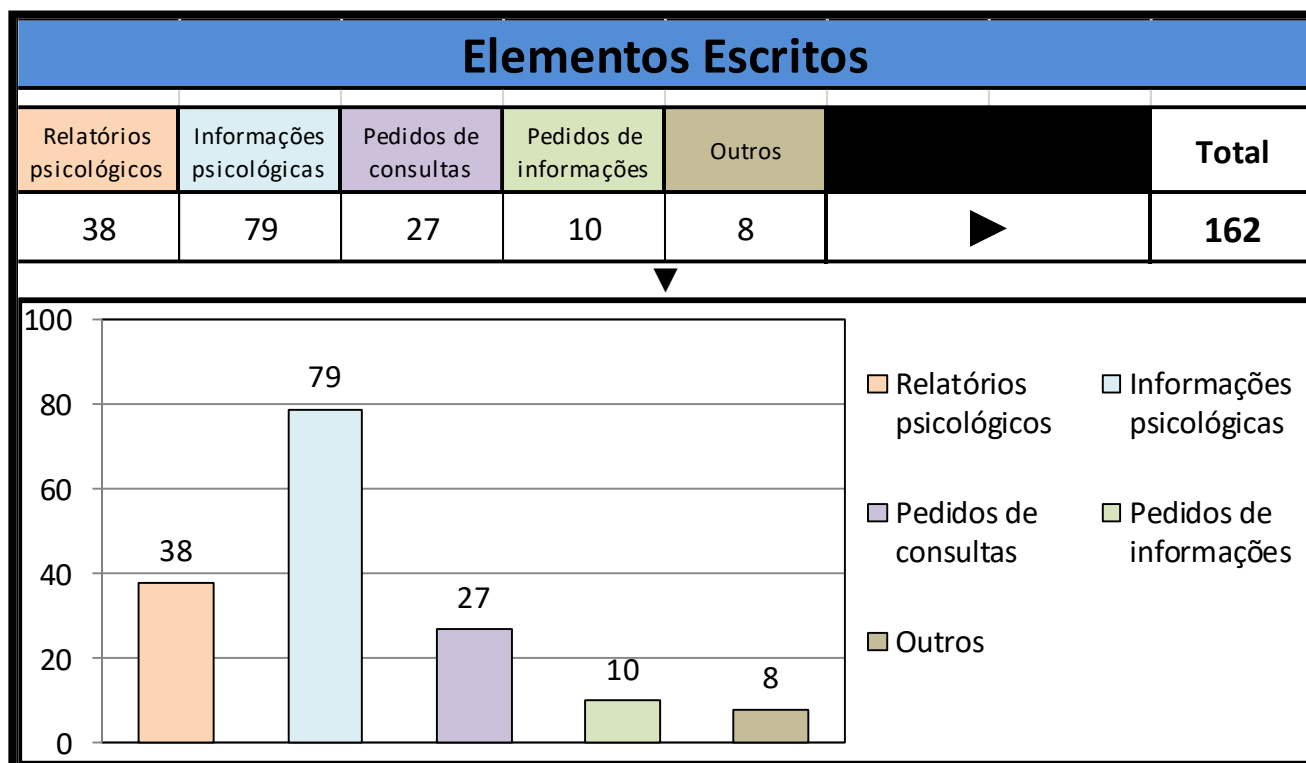 Elementos Escritos
Relatórios psicológicos
Informações psicológicas
Pedidos de consultas
Pedidos de informações
Outros
Total
38
79
27
10
8
162
100
80
60
40
20
0
38
79
27
10
8
Relatórios
psicológicos
Informações
psicológicas
Pedidos de
consultas
Pedidos de
informações
Outros